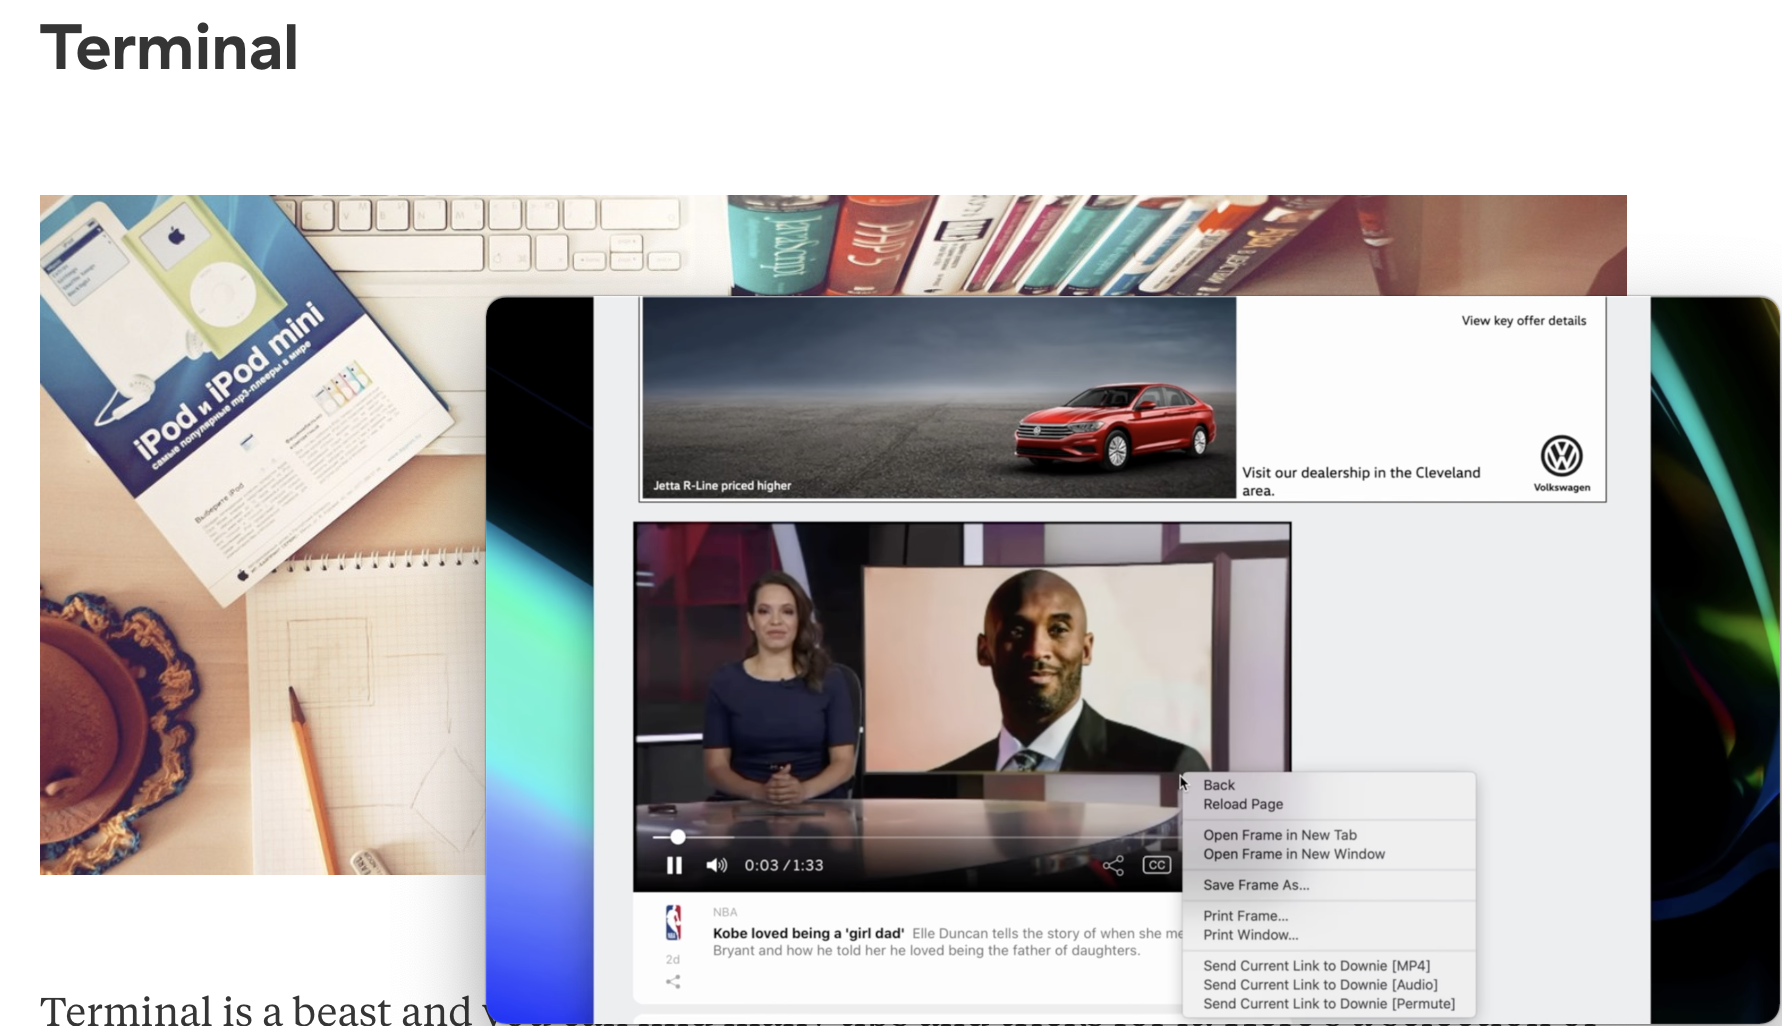 Terminal
iPod и iPod mini
самые популярные mp3-плееры в мире
Выберите iPod
JavaScript
PHP5
View key offer details
Jetta R-Line priced higher
Visit our dealership in the Cleveland
area.
Volkswagen
0:03 / 1:33
CC
Back
Reload Page
Open Frame in New Tab
Open Frame in New Window
Save Frame As...
Print Frame...
Print Window...
Send Current Link to Downie [MP4]
Send Current Link to Downie [Audio]
Send Current Link to Downie [Permute]
NBA
Kobe loved being a 'girl dad' Elle Duncan tells the story of when she me
Bryant and how he told her he loved being the father of daughters.
2d
Terminal is a beast and